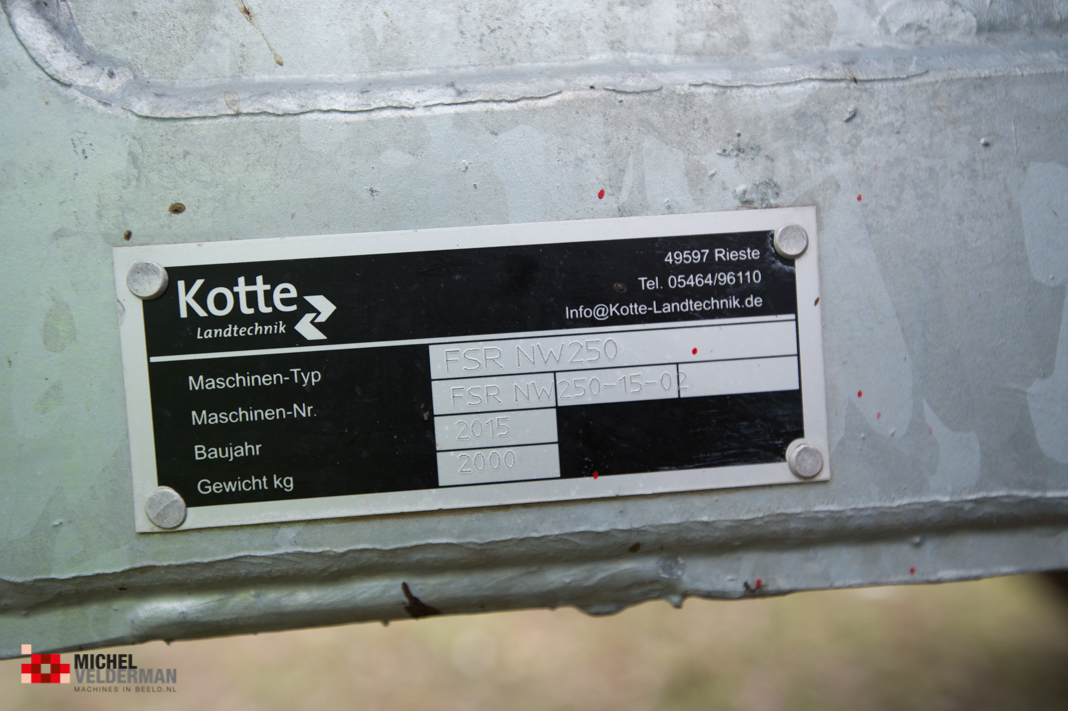 Kotte
Landtechnik
49597 Rieste
Tel. 05464/96110
Info@Kotte-Landtechnik.de
Maschinen-Typ FSR NW250
Maschinen-Nr. FSR NW250-15-02
Baujahr 2015
Gewicht kg 2000
MICHEL
VELDERMAN
MACHINES IN BEELD.NL